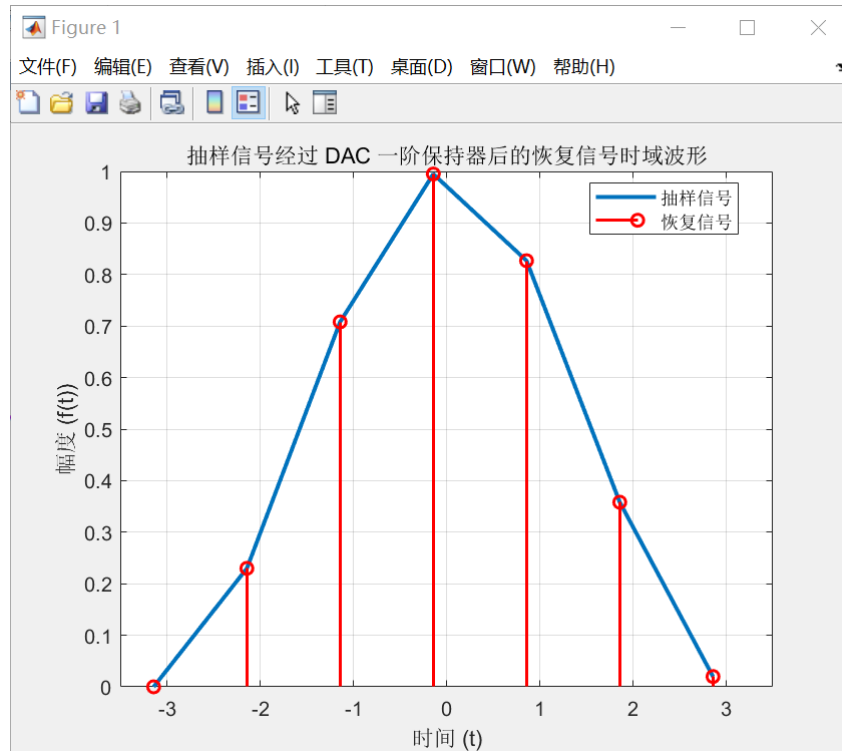 Figure 1
文件(F) 编辑(E) 查看(V) 插入(I) 工具(T) 桌面(D) 窗口(W) 帮助(H)
抽样信号经过 DAC 一阶保持器后的恢复信号时域波形
抽样信号
恢复信号
1
0.9
0.8
0.7
0.6
0.5
0.4
0.3
0.2
0.1
0
幅度 (f(t))
-3 -2 -1 0 1 2 3
时间 (t)